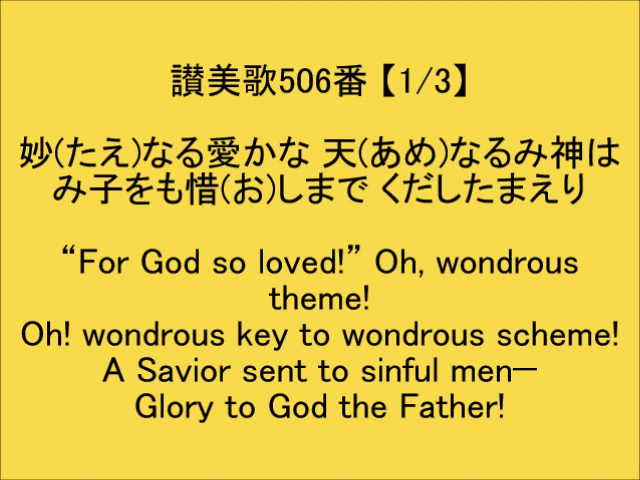 讃美歌506番【1/3】
妙(たえ)なる愛かな 天(あめ)なるみ神は
み子をも惜(お)しまで くだしたまえり
“For God so loved!” Oh, wondrous
theme!
Oh! wondrous key to wondrous scheme!
A Savior sent to sinful men—
Glory to God the Father!